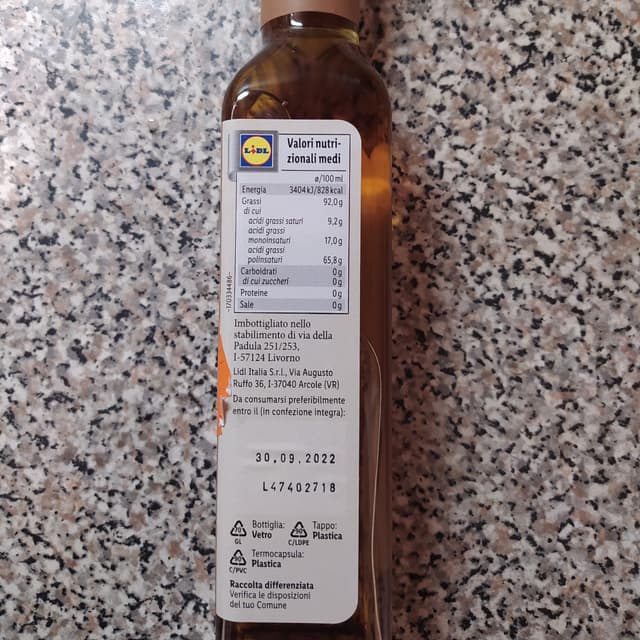 LIDL
Valori nutri-
zionali medi
ø/100 ml
Energia 3404 kJ/828 kcal
Grassi 92,0 g
di cui
acidi grassi saturi 9,2 g
acidi grassi
monoinsaturi 17,0 g
acidi grassi
polinsaturi 65,8 g
Carboidrati 0 g
di cui zuccheri 0 g
Proteine 0 g
Sale 0 g
Imbottigliato nello
stabilimento di via della
Padula 251/253,
I-57124 Livorno
Lidl Italia S.r.l., Via Augusto
Ruffo 36, I-37040 Arcole (VR)
Da consumarsi preferibilmente
entro il (in confezione integra):
30.09.2022
L47402718
Bottiglia:
Vetro
GL
Tappo:
Plastica
C/LDPE
Termocapsula:
Plastica
C/PVC
Raccolta differenziata
Verifica le disposizioni
del tuo Comune